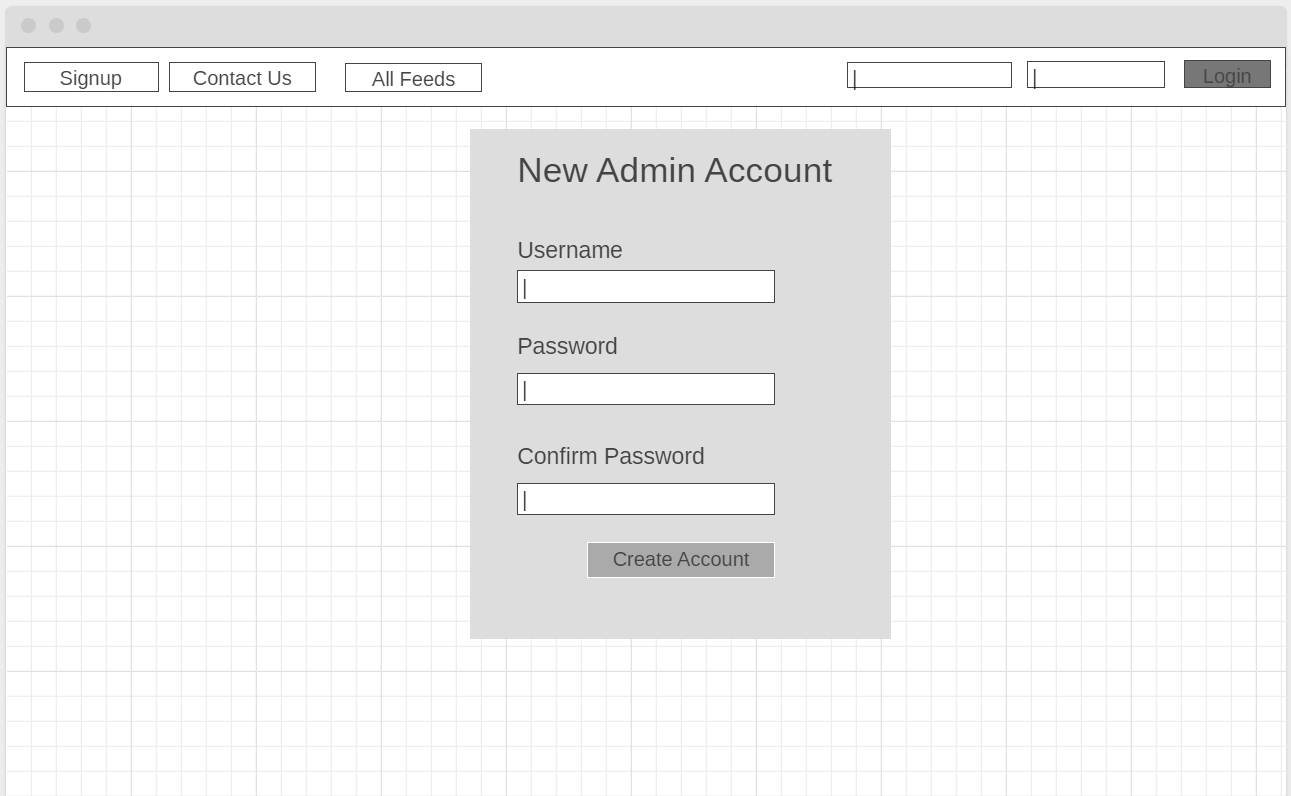 Signup
Contact Us
All Feeds
Login
New Admin Account
Username
Password
Confirm Password
Create Account